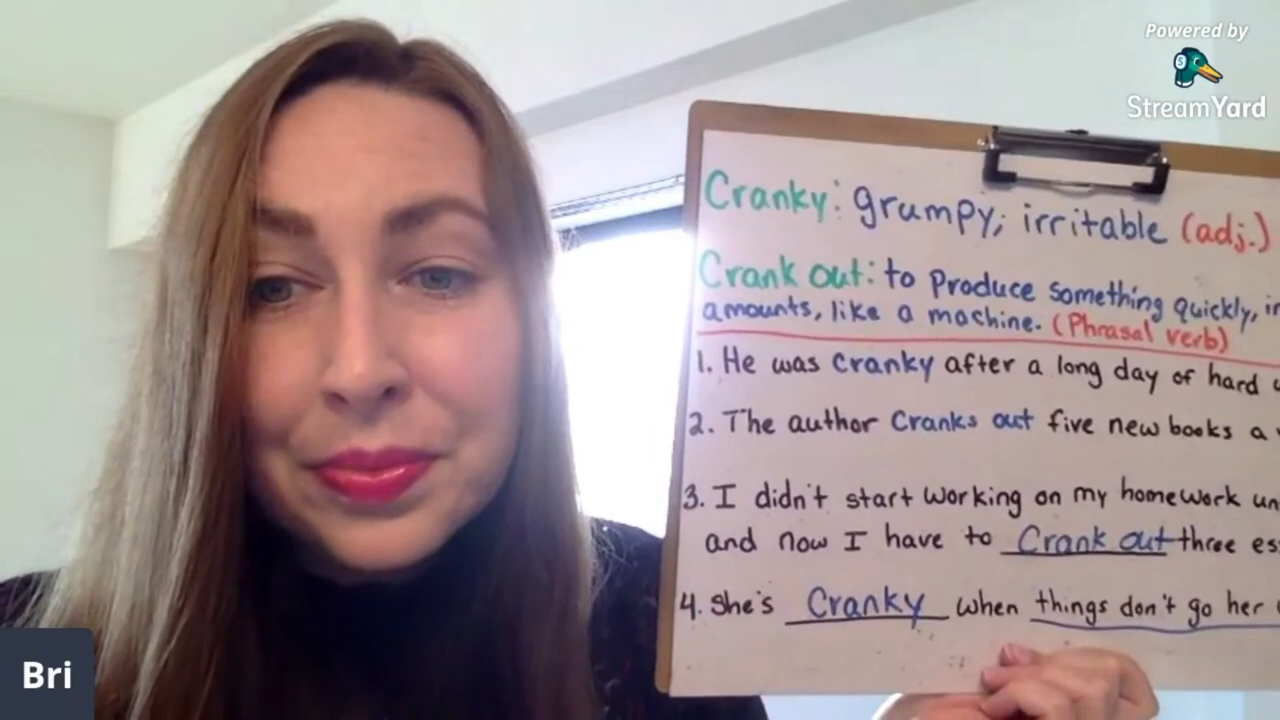 Powered by
StreamYard
Cranky: grumpy; irritable (adj.)
Crank out: to produce something quickly,
amounts, like a machine. (Phrasal verb)
1. He was cranky after a long day of hard
2. The author cranks out five new books a
3. I didn't start working on my homework
and now I have to Crank out three
4. She's Cranky when things don't go her
Bri